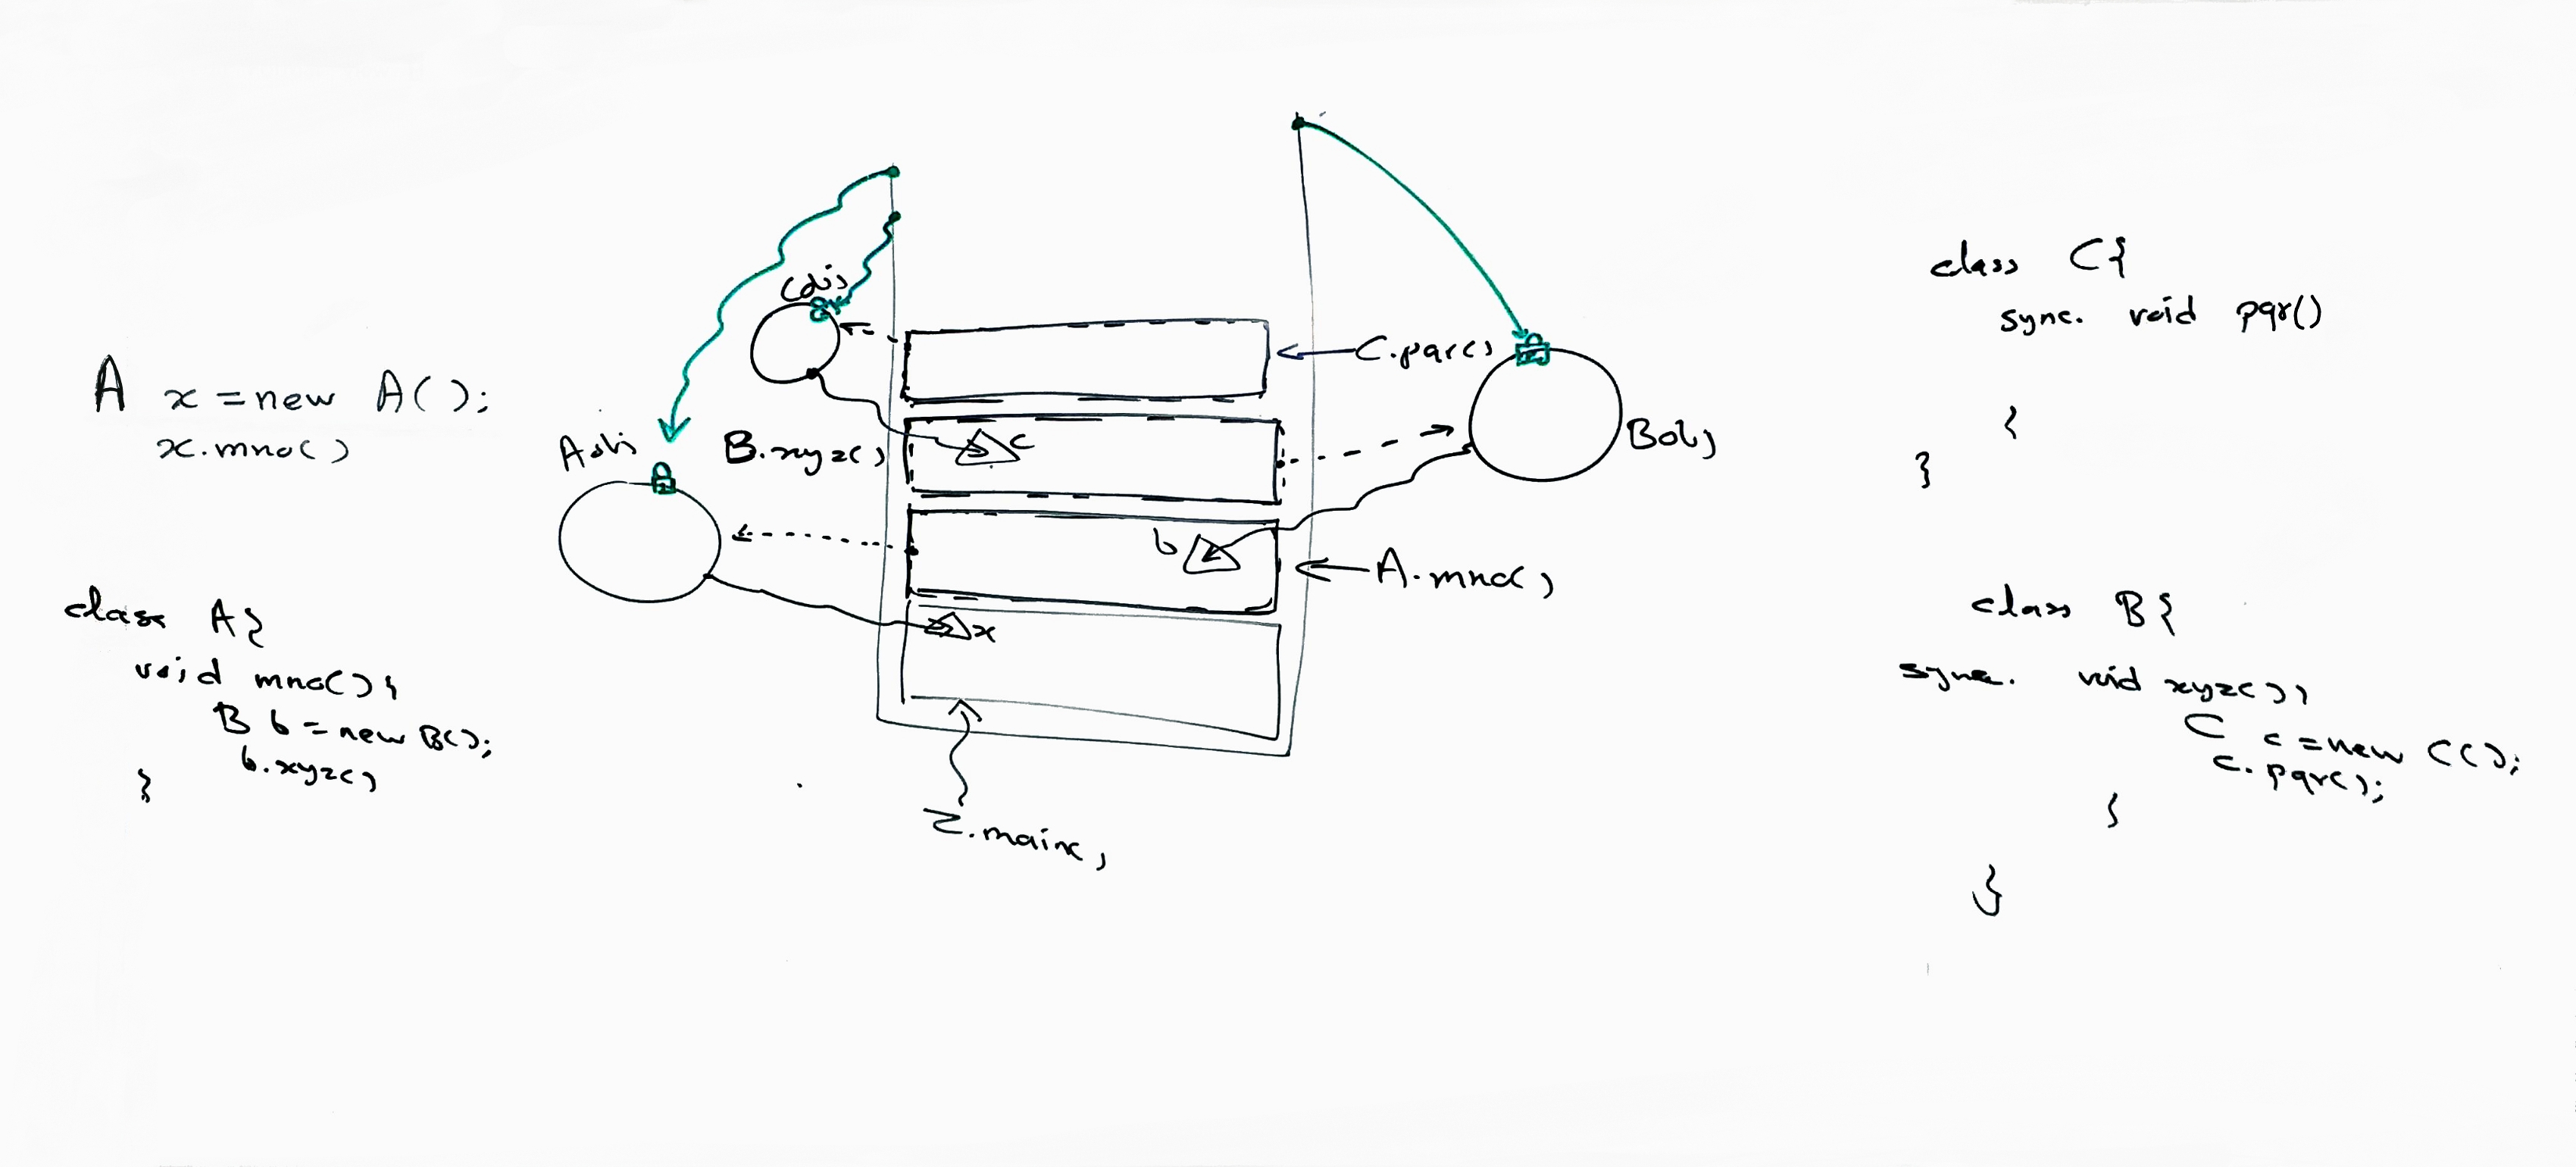 A x = new A();
x.mno()
class A{
void mno(){
B b = new B();
b.xyz()
}
Cobj
Aobj
B.xyz()
c
C.pqr()
Bobj
b
A.mno()
x
Z.main()
class C{
sync. void pqr()
{
}
class B{
sync. void xyz(){
C c = new C();
c.pqr();
}
}